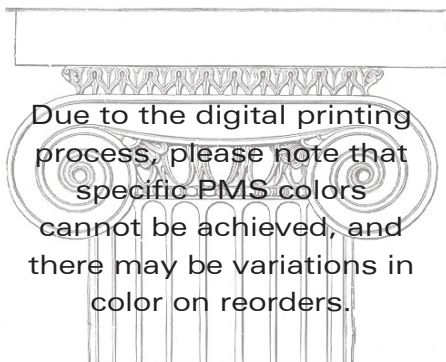 Due to the digital printing
process, please note that
specific PMS colors
cannot be achieved, and
there may be variations in
color on reorders.